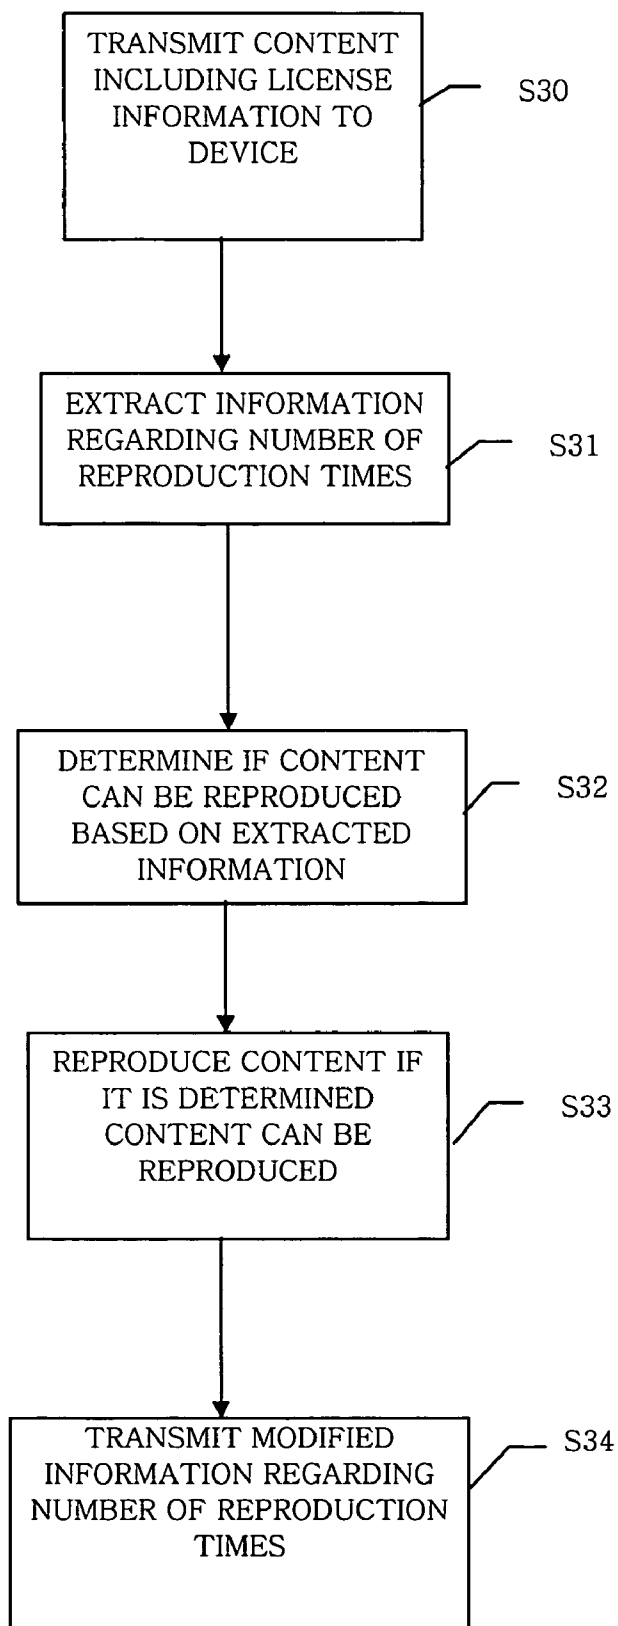 TRANSMIT CONTENT
INCLUDING LICENSE
INFORMATION TO
DEVICE
S30
EXTRACT INFORMATION
REGARDING NUMBER OF
REPRODUCTION TIMES
S31
DETERMINE IF CONTENT
CAN BE REPRODUCED
BASED ON EXTRACTED
INFORMATION
S32
REPRODUCE CONTENT IF
IT IS DETERMINED
CONTENT CAN BE
REPRODUCED
S33
TRANSMIT MODIFIED
INFORMATION REGARDING
NUMBER OF REPRODUCTION
TIMES
S34